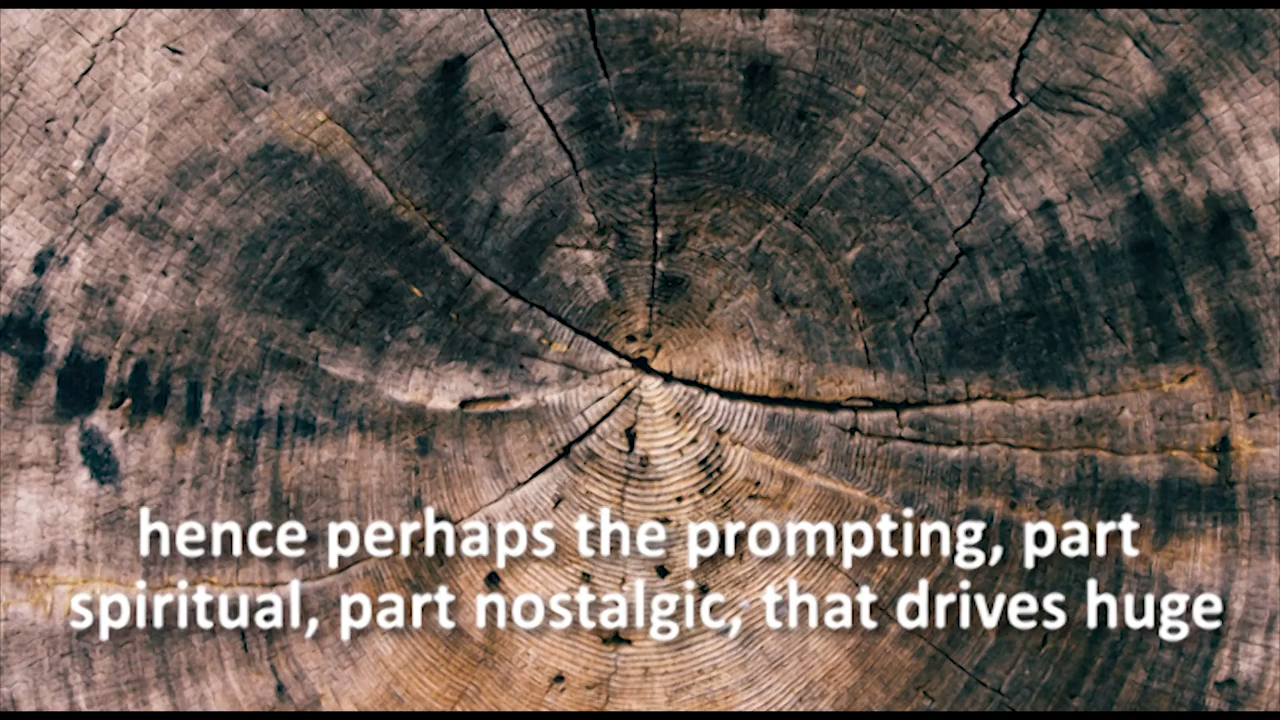 hence perhaps the prompting, part
spiritual, part nostalgic, that drives huge